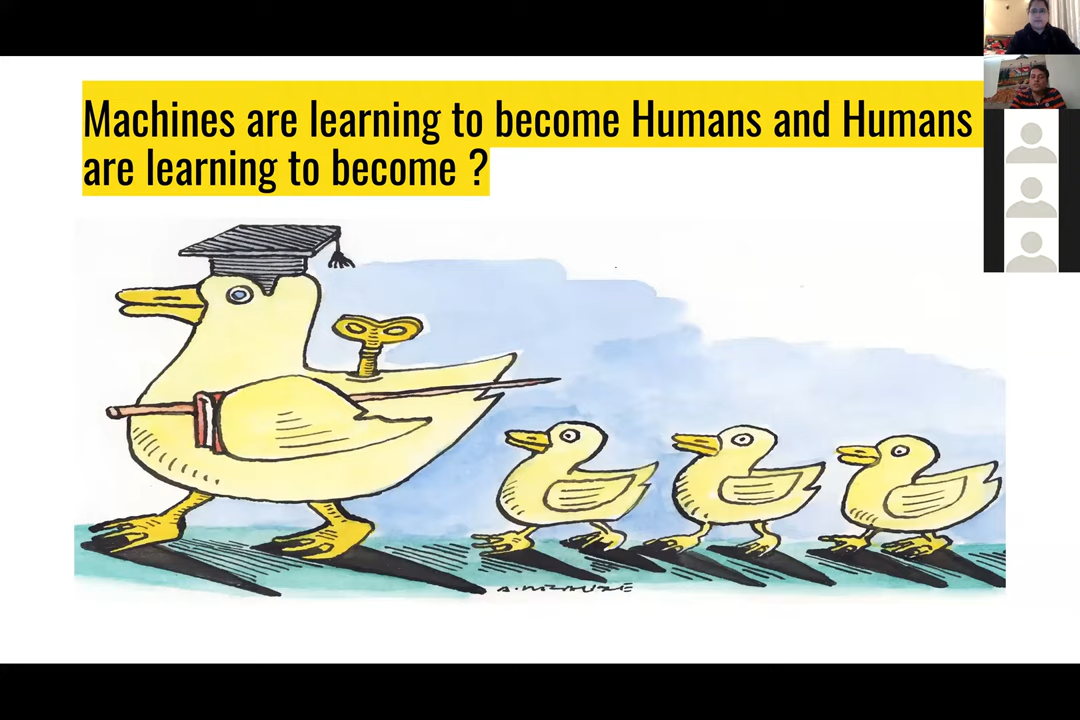 Machines are learning to become Humans and Humans
are learning to become ?